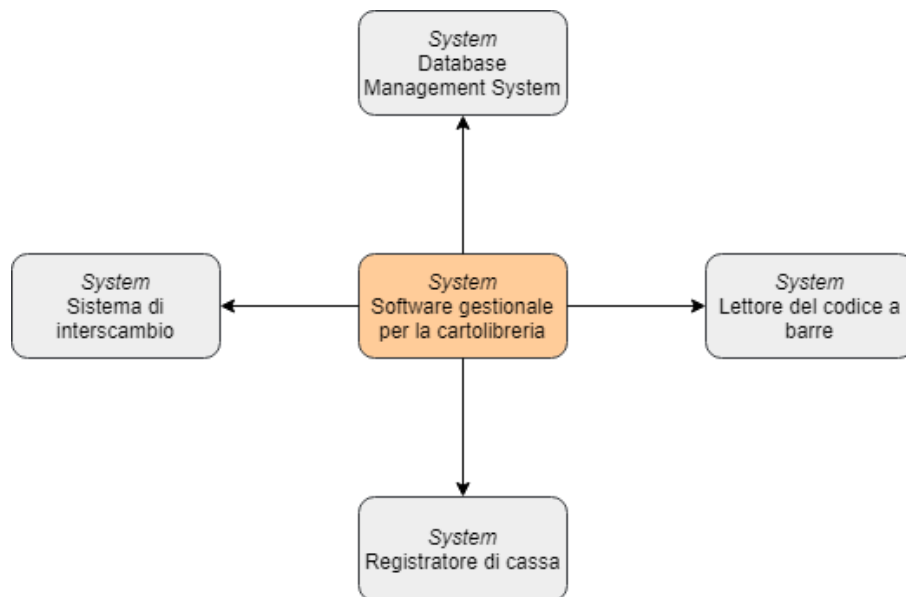 System
Database
Management System
System
Sistema di
interscambio
System
Software gestionale
per la cartolibreria
System
Lettore del codice a
barre
System
Registratore di cassa